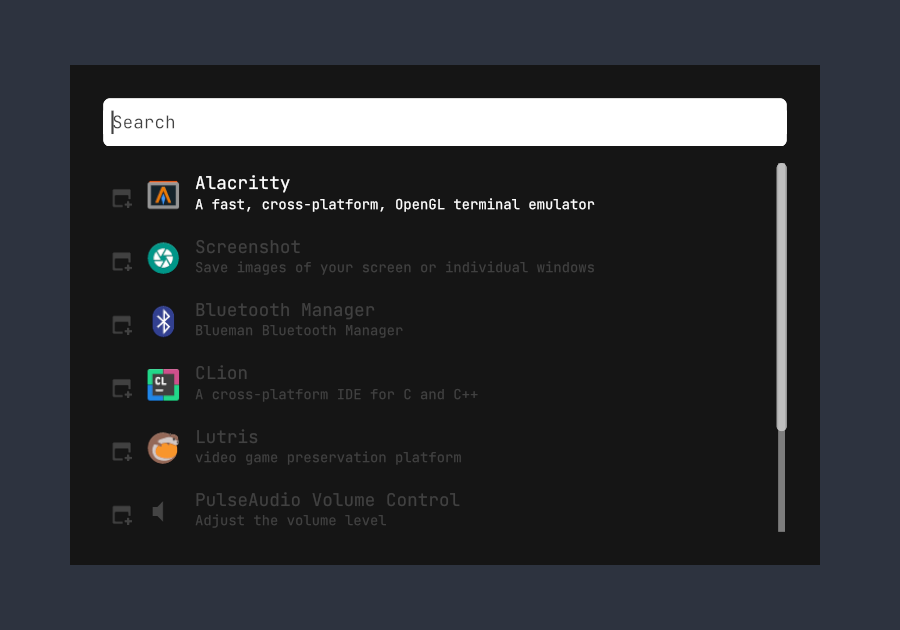 Search
Alacritty
A fast, cross-platform, OpenGL terminal emulator
Screenshot
Save images of your screen or individual windows
Bluetooth Manager
Blueman Bluetooth Manager
CL
CLion
A cross-platform IDE for C and C++
Lutris
video game preservation platform
PulseAudio Volume Control
Adjust the volume level